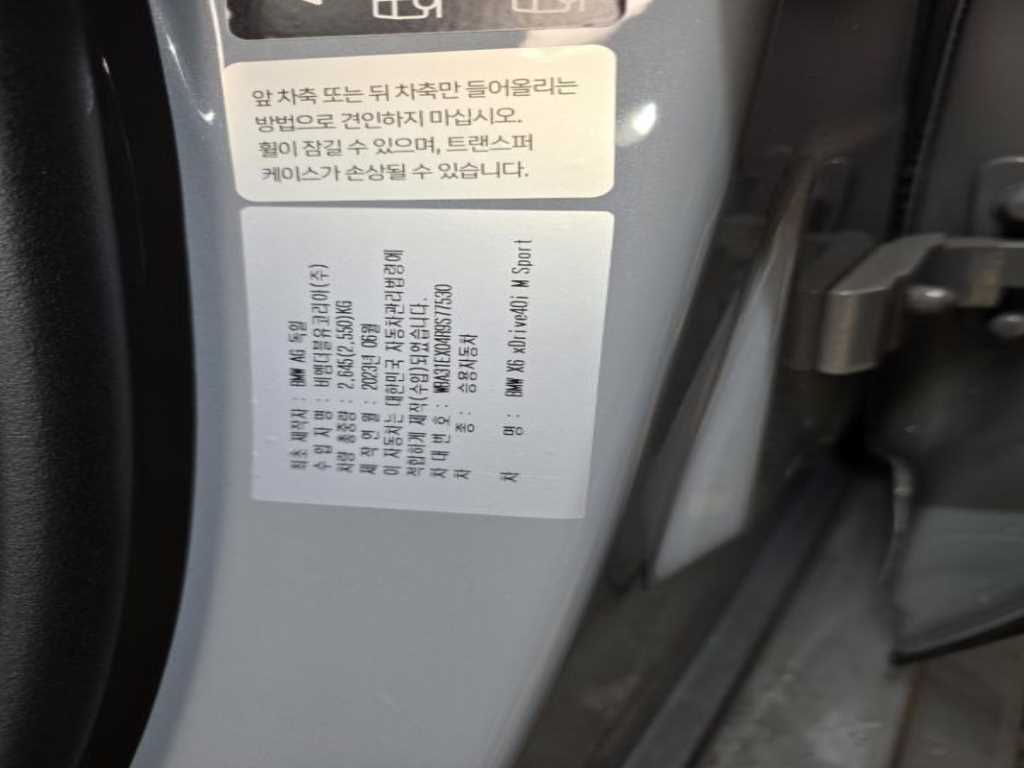 앞 차축 또는 뒤 차축만 들어올리는
방법으로 견인하지 마십시오.
휠이 잠길 수 있으며, 트랜스퍼
케이스가 손상될 수 있습니다.
최초 제작자 : BMW AG 독일
수 입 자 명 : 비엠더블유코리아(주)
차량 총중량 : 2,645(2,550)KG
제 작 연 월 : 2023년 06월
이 자동차는 대한민국 자동차관리법령에
적합하게 제작(수입)되었습니다.
차 대 번 호 : WBA31EX04R9S77530
차 종 : 승용자동차
차 명 : BMW X6 xDrive40i M Sport